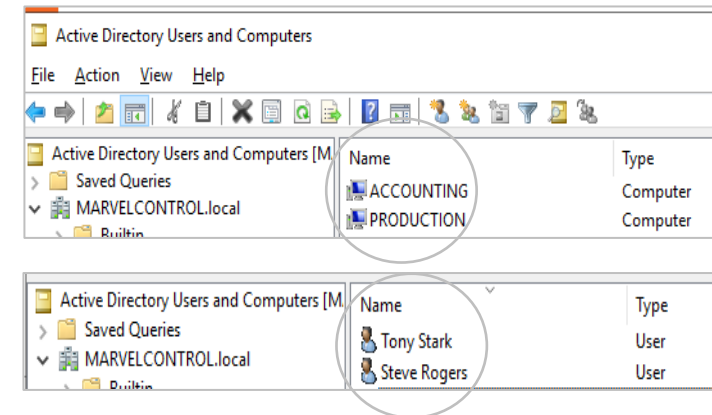 Active Directory Users and Computers
File Action View Help
Active Directory Users and Computers [M Name Type
Saved Queries ACCOUNTING Computer
MARVELCONTROL.local PRODUCTION Computer
Builtin
Active Directory Users and Computers [M Name Type
Saved Queries Tony Stark User
MARVELCONTROL.local Steve Rogers User
Builtin